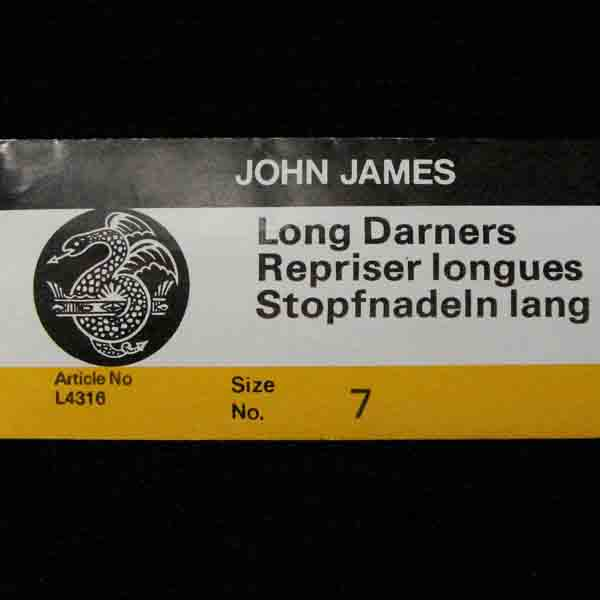 JOHN JAMES
Long Darners
Repriser longues
Stopfnadeln lang
Article No
L4316
Size
No.
7